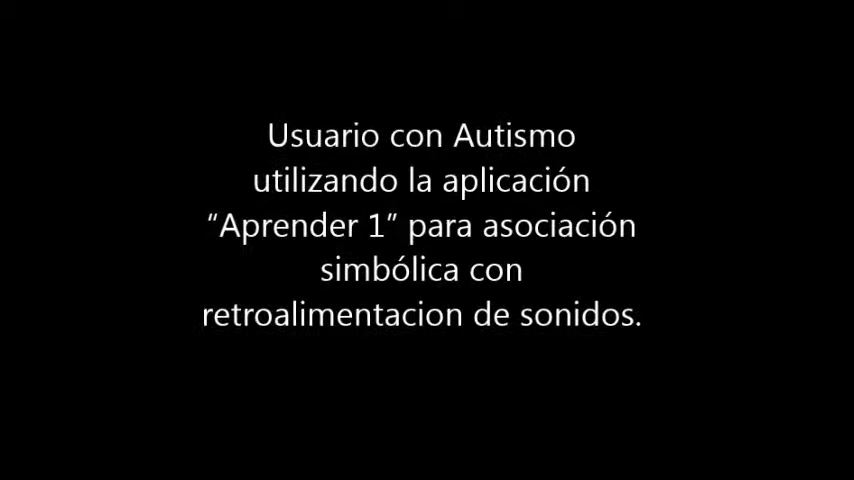 Usuario con Autismo
utilizando la aplicación
“Aprender 1” para asociación
simbólica con
retroalimentacion de sonidos.